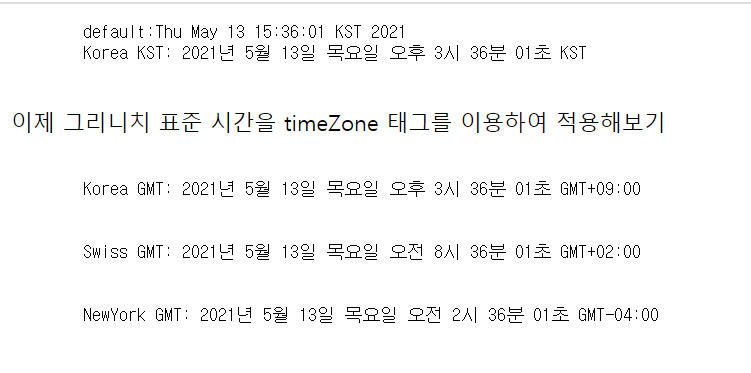 default:Thu May 13 15:36:01 KST 2021
Korea KST: 2021년 5월 13일 목요일 오후 3시 36분 01초 KST
이제 그리니치 표준 시간을 timeZone 태그를 이용하여 적용해보기
Korea GMT: 2021년 5월 13일 목요일 오후 3시 36분 01초 GMT+09:00
Swiss GMT: 2021년 5월 13일 목요일 오전 8시 36분 01초 GMT+02:00
NewYork GMT: 2021년 5월 13일 목요일 오전 2시 36분 01초 GMT-04:00